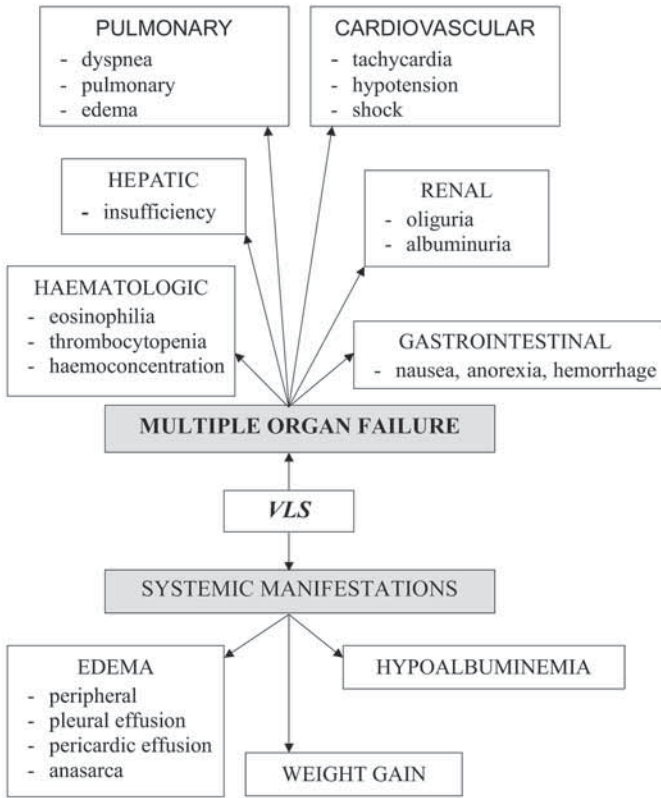 PULMONARY
- dyspnea
- pulmonary
- edema
CARDIOVASCULAR
- tachycardia
- hypotension
- shock
HEPATIC
- insufficiency
RENAL
- oliguria
- albuminuria
HAEMATOLOGIC
- eosinophilia
- thrombocytopenia
- haemoconcentration
GASTROINTESTINAL
- nausea, anorexia, hemorrhage
MULTIPLE ORGAN FAILURE
VLS
SYSTEMIC MANIFESTATIONS
EDEMA
- peripheral
- pleural effusion
- pericardic effusion
- anasarca
HYPOALBUMINEMIA
WEIGHT GAIN